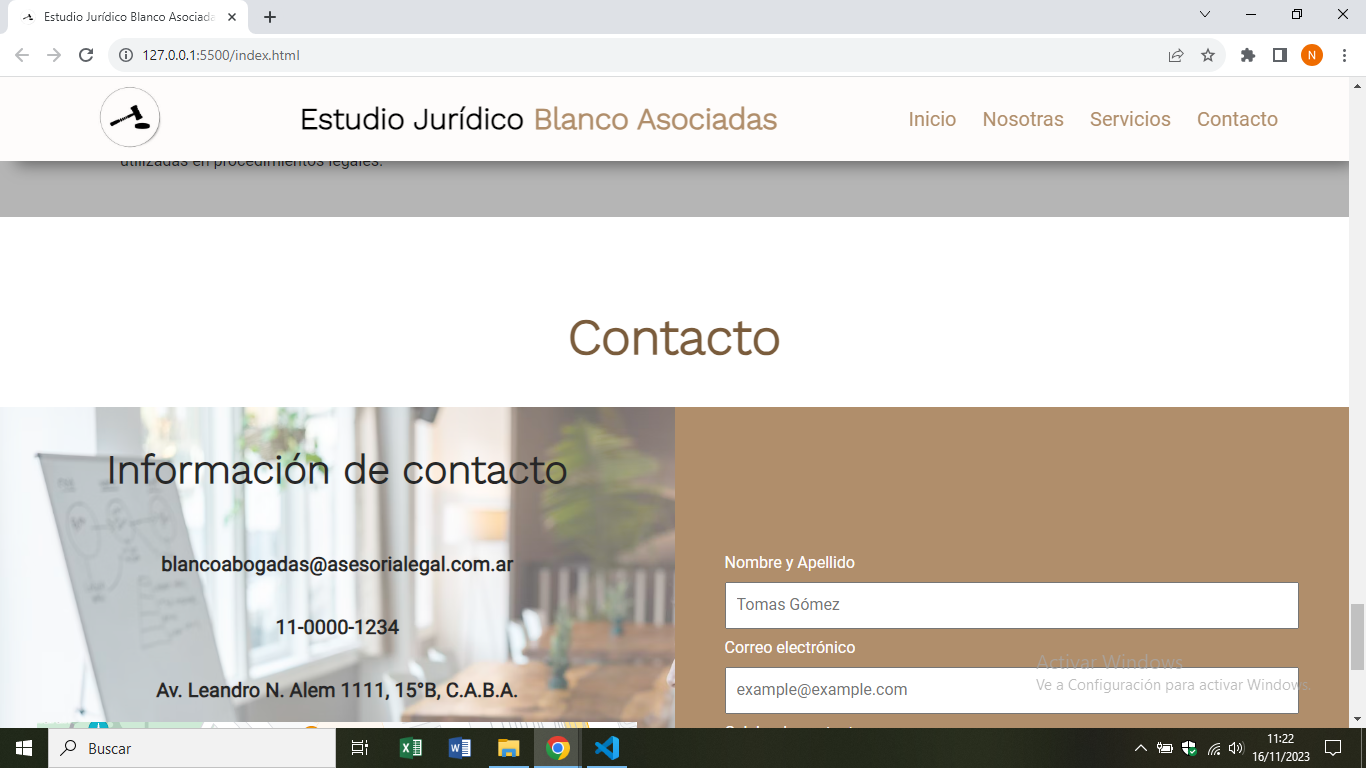 Estudio Jurídico Blanco Asociada
127.0.0.1:5500/index.html
N
Estudio Jurídico Blanco Asociadas
Inicio Nosotras Servicios Contacto
utilizadas en procedimientos legales.
Contacto
Información de contacto
blancoabogadas@asesorialegal.com.ar
11-0000-1234
Av. Leandro N. Alem 1111, 15°B, C.A.B.A.
Nombre y Apellido
Tomas Gómez
Correo electrónico
example@example.com
Activar Windows
Ve a Configuración para activar Windows.
Buscar
11:22
16/11/2023